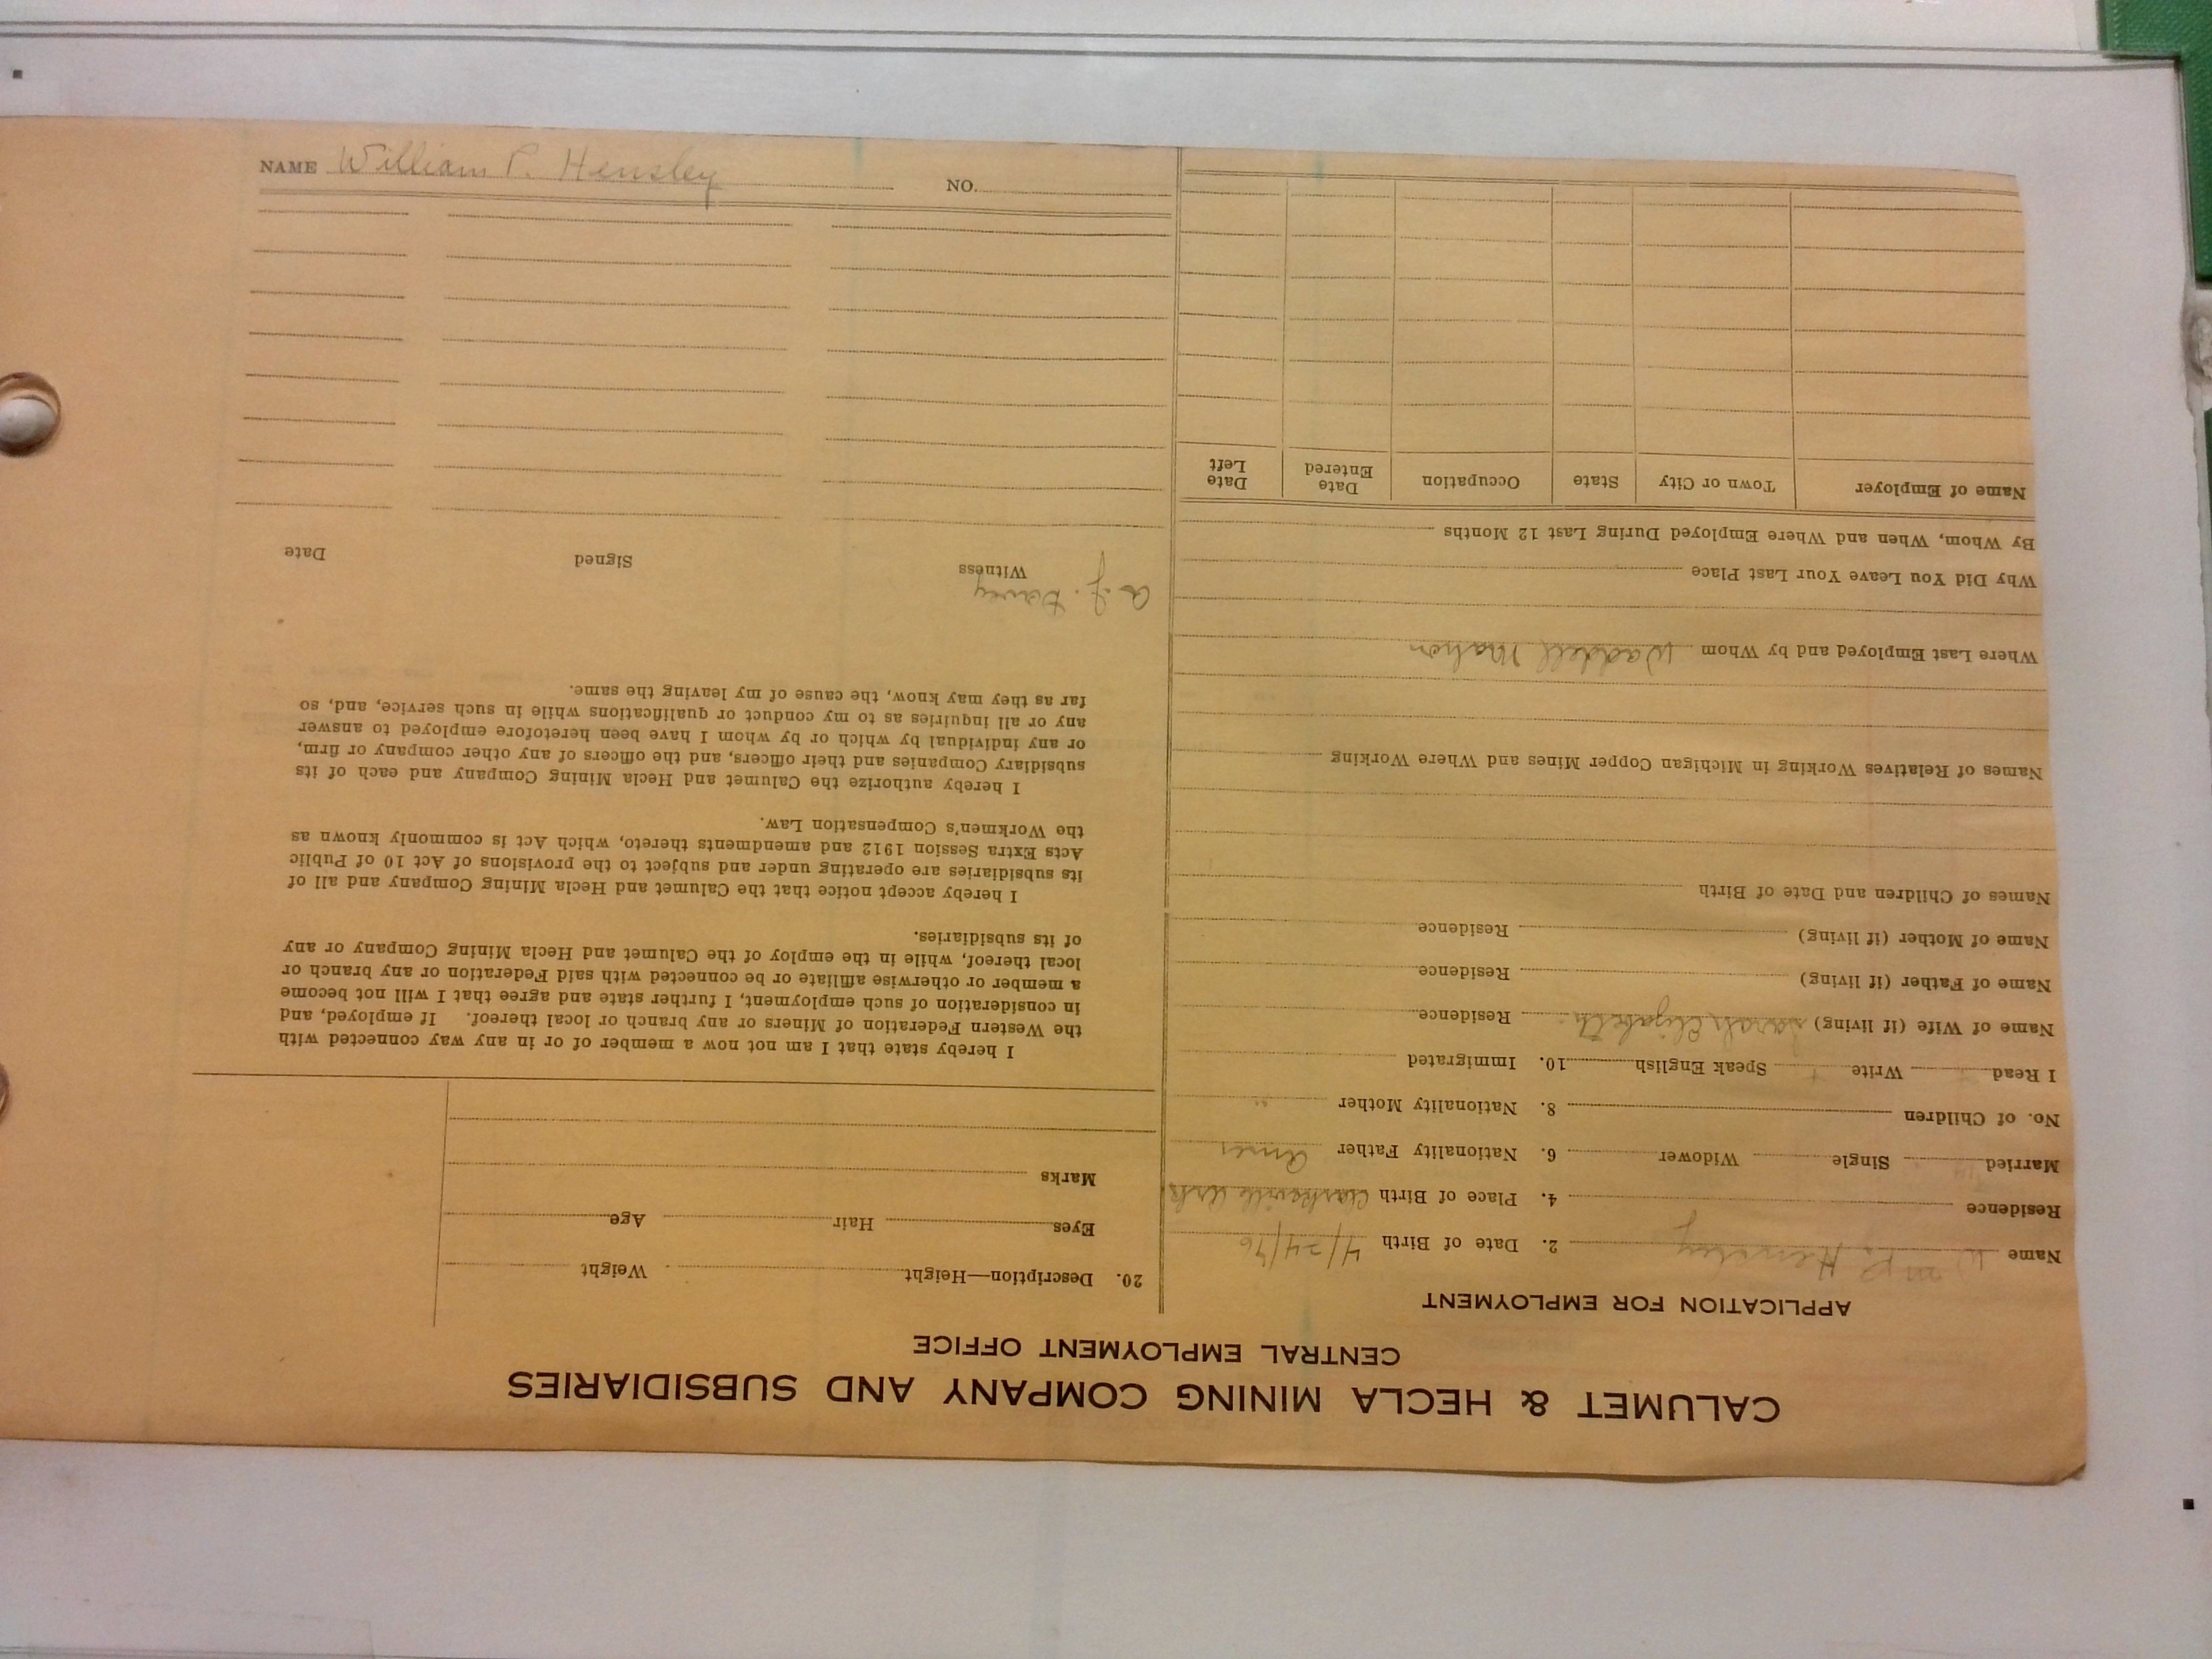 NAME William P. Hensley NO.
CALUMET & HECLA MINING COMPANY AND SUBSIDIARIES
CENTRAL EMPLOYMENT OFFICE
APPLICATION FOR EMPLOYMENT
Name Wm P. Hensley 2. Date of Birth 4/24/76
Residence 4. Place of Birth Clarksville Ark
Married Single Widower 6. Nationality Father Amer
No. of Children 8. Nationality Mother "
I Read Write Speak English 10. Immigrated
Name of Wife (if living) Sarah Elizabeth Residence
Name of Father (if living) Residence
Name of Mother (if living) Residence
Names of Children and Date of Birth
Names of Relatives Working in Michigan Copper Mines and Where Working
Where Last Employed and by Whom Waddell Mahon
Why Did You Leave Your Last Place
By Whom, When and Where Employed During Last 12 Months
Name of Employer Town or City State Occupation Date Entered Date Left
20. Description—Height Weight
Eyes Hair Age
Marks
I hereby state that I am not now a member of or in any way connected with
the Western Federation of Miners or any branch or local thereof. If employed, and
in consideration of such employment, I further state and agree that I will not become
a member or otherwise affiliate or be connected with said Federation or any branch or
local thereof, while in the employ of the Calumet and Hecla Mining Company or any
of its subsidiaries.
I hereby accept notice that the Calumet and Hecla Mining Company and all of
its subsidiaries are operating under and subject to the provisions of Act 10 of Public
Acts Extra Session 1912 and amendments thereto, which Act is commonly known as
the Workmen's Compensation Law.
I hereby authorize the Calumet and Hecla Mining Company and each of its
subsidiary Companies and their officers, and the officers of any other company or firm,
or any individual by which or by whom I have been heretofore employed to answer
any or all inquiries as to my conduct or qualifications while in such service, and, so
far as they may know, the cause of my leaving the same.
A. J. Davey
Witness Signed Date